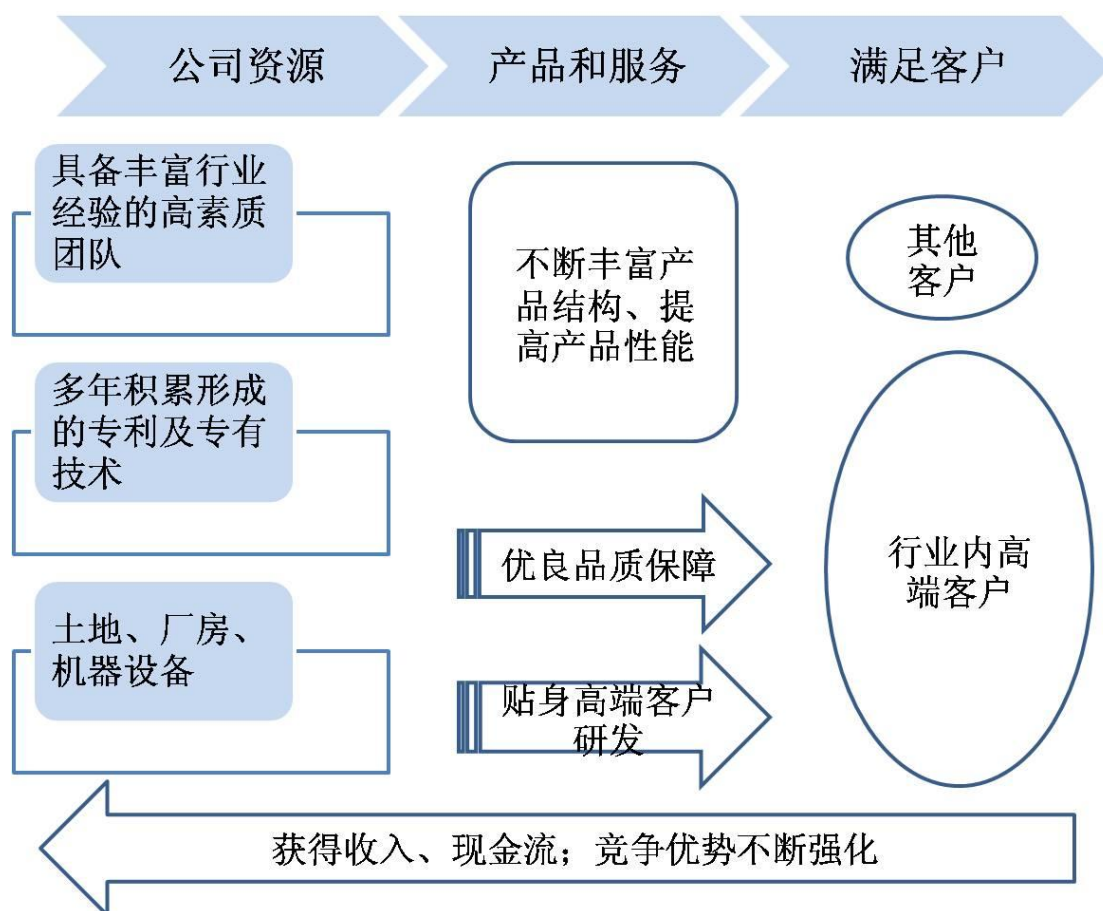 公司资源
产品和服务
满足客户
具备丰富行业
经验的高素质
团队
多年积累形成
的专利及专有
技术
土地、厂房、
机器设备
不断丰富产
品结构、提
高产品性能
优良品质保障
贴身高端客户
研发
其他
客户
行业内高
端客户
获得收入、现金流；竞争优势不断强化